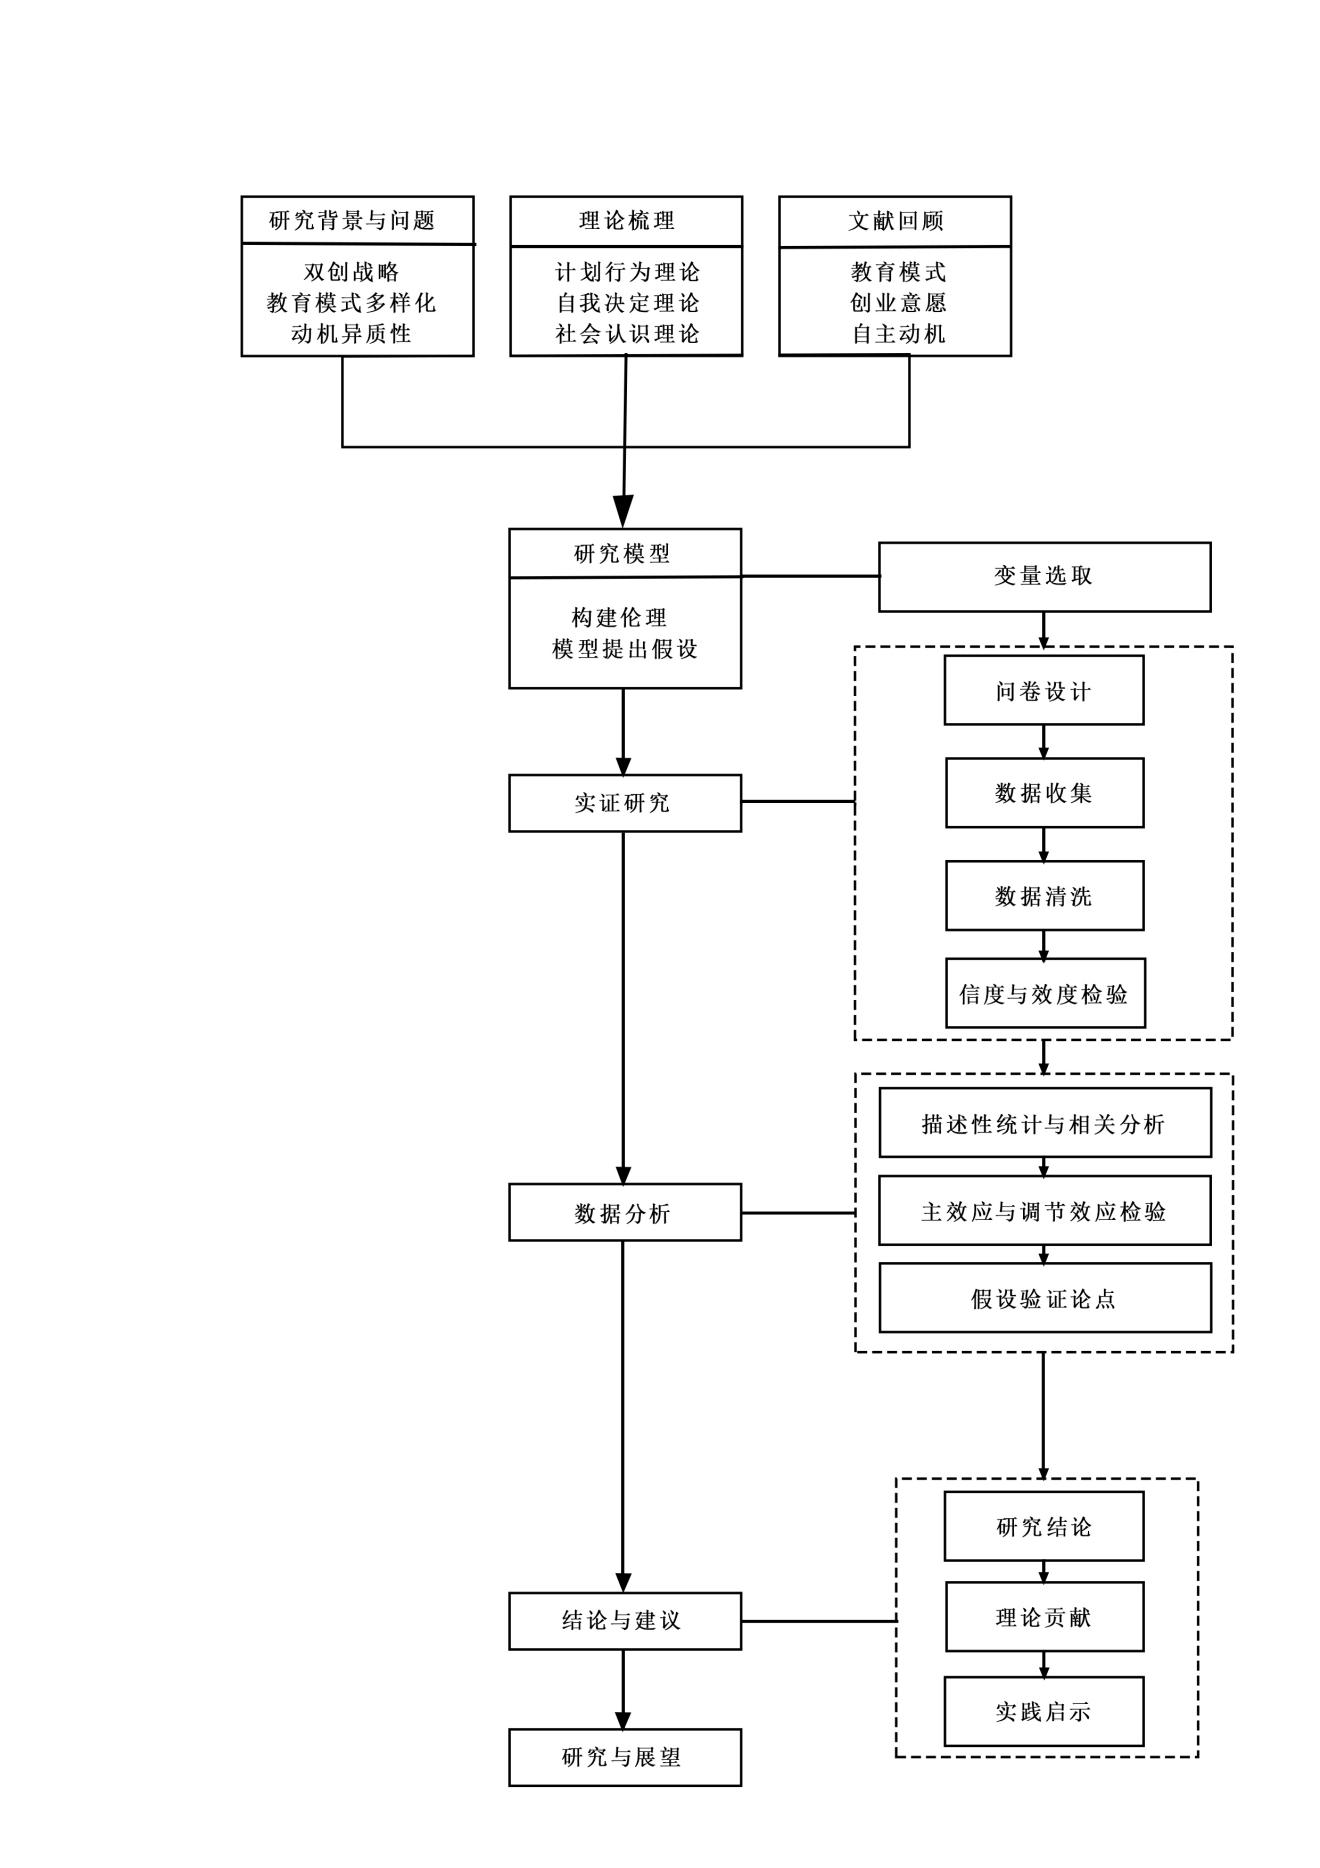 研究背景与问题
双创战略
教育模式多样化
动机异质性
理论梳理
计划行为理论
自我决定理论
社会认识理论
文献回顾
教育模式
创业意愿
自主动机
研究模型
构建伦理
模型提出假设
变量选取
问卷设计
数据收集
数据清洗
信度与效度检验
实证研究
描述性统计与相关分析
主效应与调节效应检验
假设验证论点
数据分析
研究结论
理论贡献
实践启示
结论与建议
研究与展望